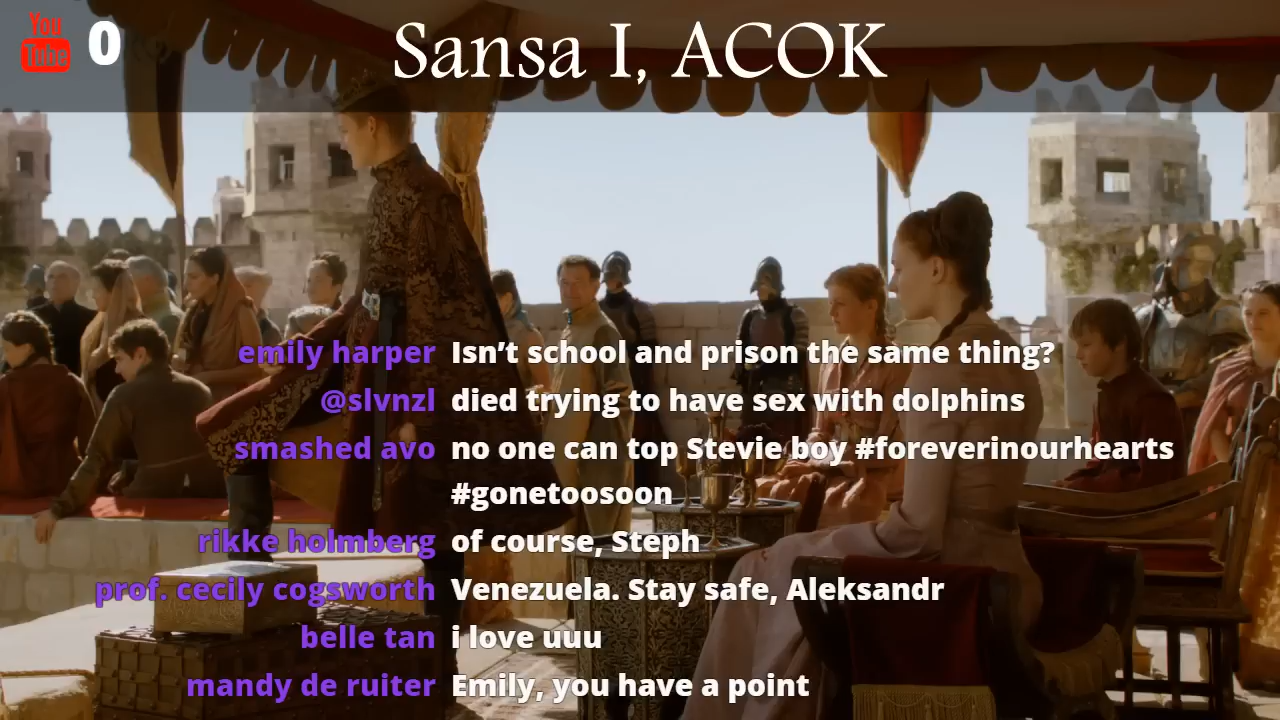 You
Tube
0
Sansa I, ACOK
emily harper Isn’t school and prison the same thing?
@slvnzl died trying to have sex with dolphins
smashed avo no one can top Stevie boy #foreverinourhearts
#gonetoosoon
rikke holmberg of course, Steph
prof. cecily cogsworth Venezuela. Stay safe, Aleksandr
belle tan i love uuu
mandy de ruiter Emily, you have a point